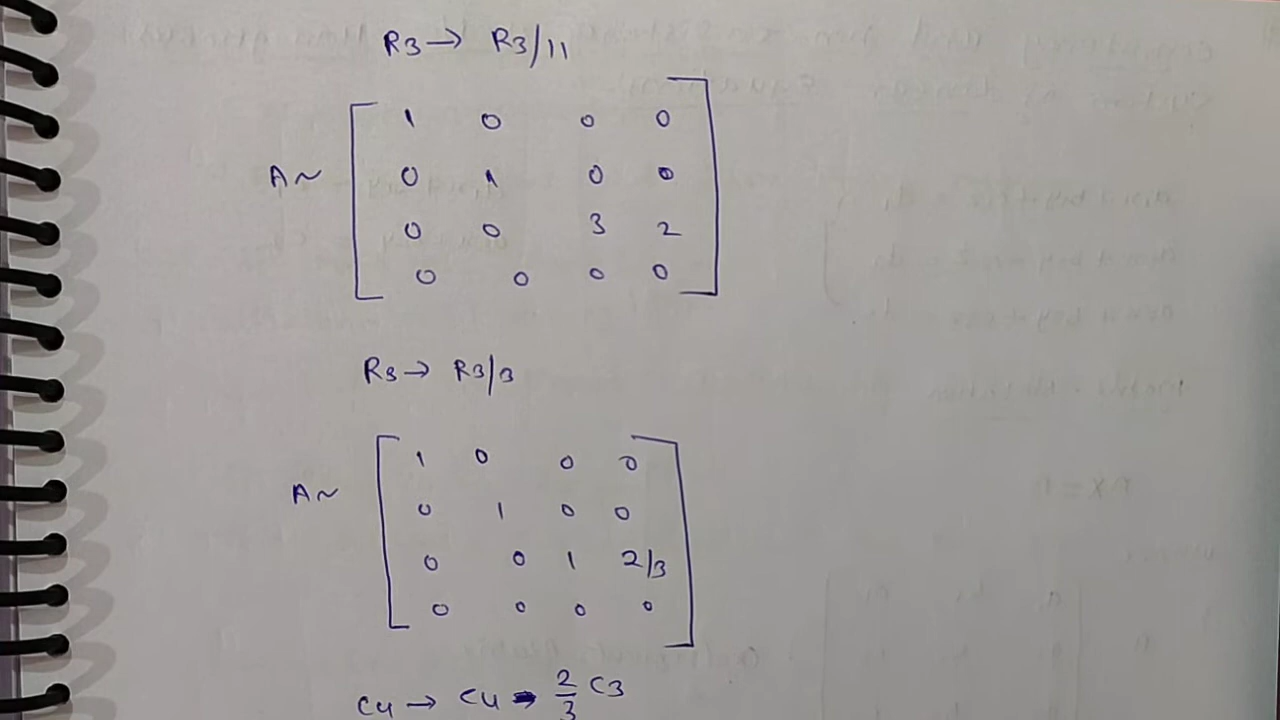 R3 → R3/11
1 0 0 0
A ~ 0 1 0 0
0 0 3 2
0 0 0 0
R3 → R3/3
1 0 0 0
A ~ 0 1 0 0
0 0 1 2/3
0 0 0 0
C4 → C4 - 2/3 C3